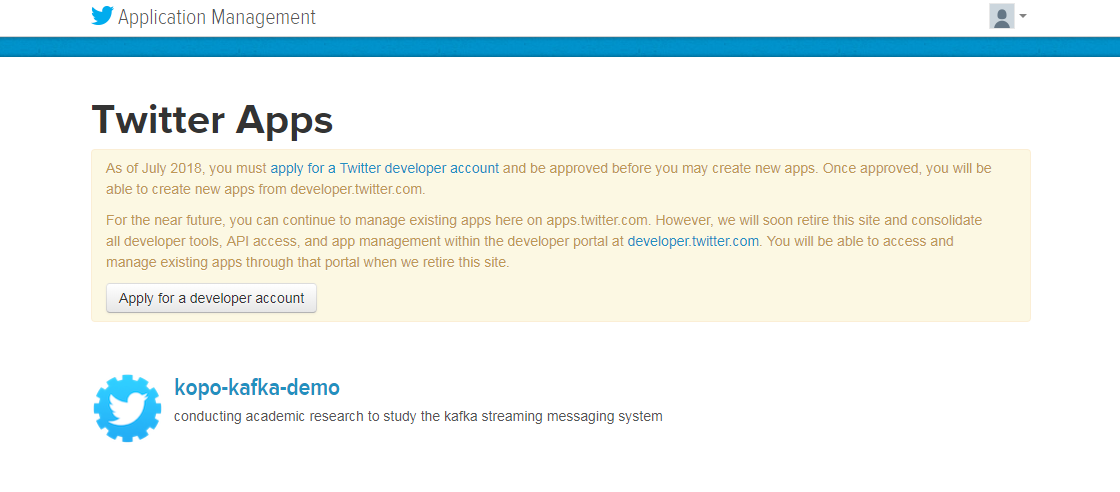 Application Management
Twitter Apps
As of July 2018, you must apply for a Twitter developer account and be approved before you may create new apps. Once approved, you will be
able to create new apps from developer.twitter.com.
For the near future, you can continue to manage existing apps here on apps.twitter.com. However, we will soon retire this site and consolidate
all developer tools, API access, and app management within the developer portal at developer.twitter.com. You will be able to access and
manage existing apps through that portal when we retire this site.
Apply for a developer account
kopo-kafka-demo
conducting academic research to study the kafka streaming messaging system